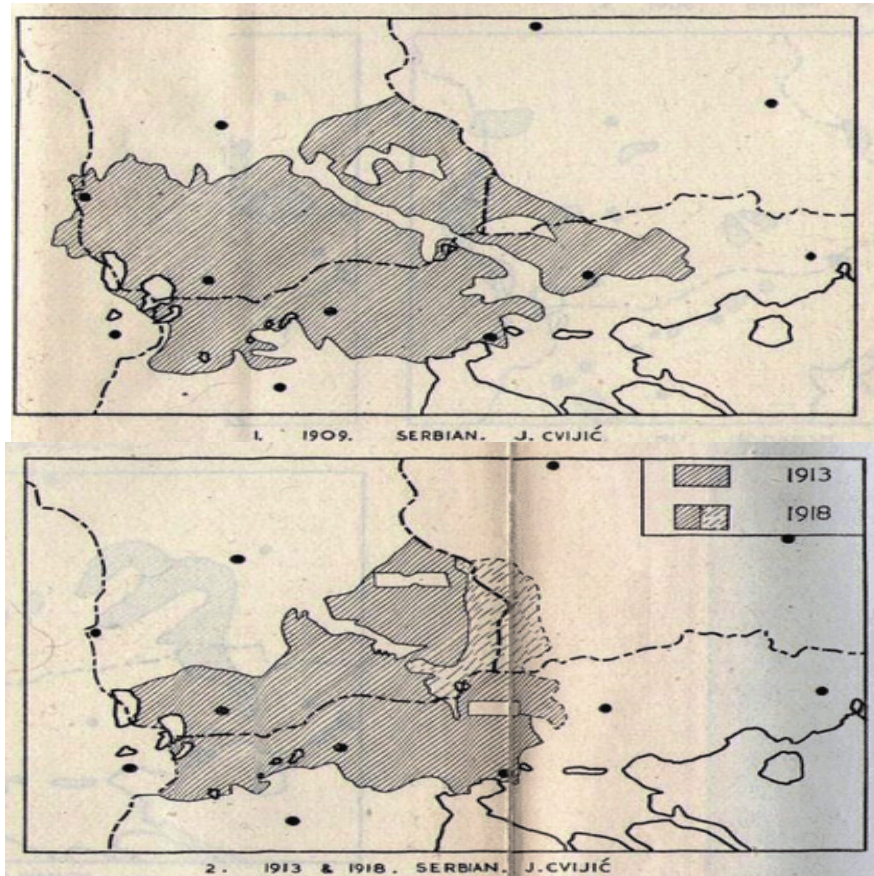 1. 1909. SERBIAN. J. CVIJIĆ
1913
1918
2. 1913 & 1918. SERBIAN. J. CVIJIĆ